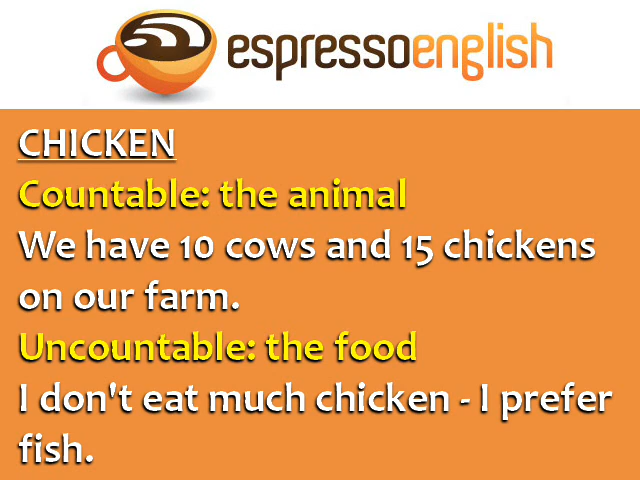 espressoenglish
CHICKEN
Countable: the animal
We have 10 cows and 15 chickens
on our farm.
Uncountable: the food
I don't eat much chicken - I prefer
fish.